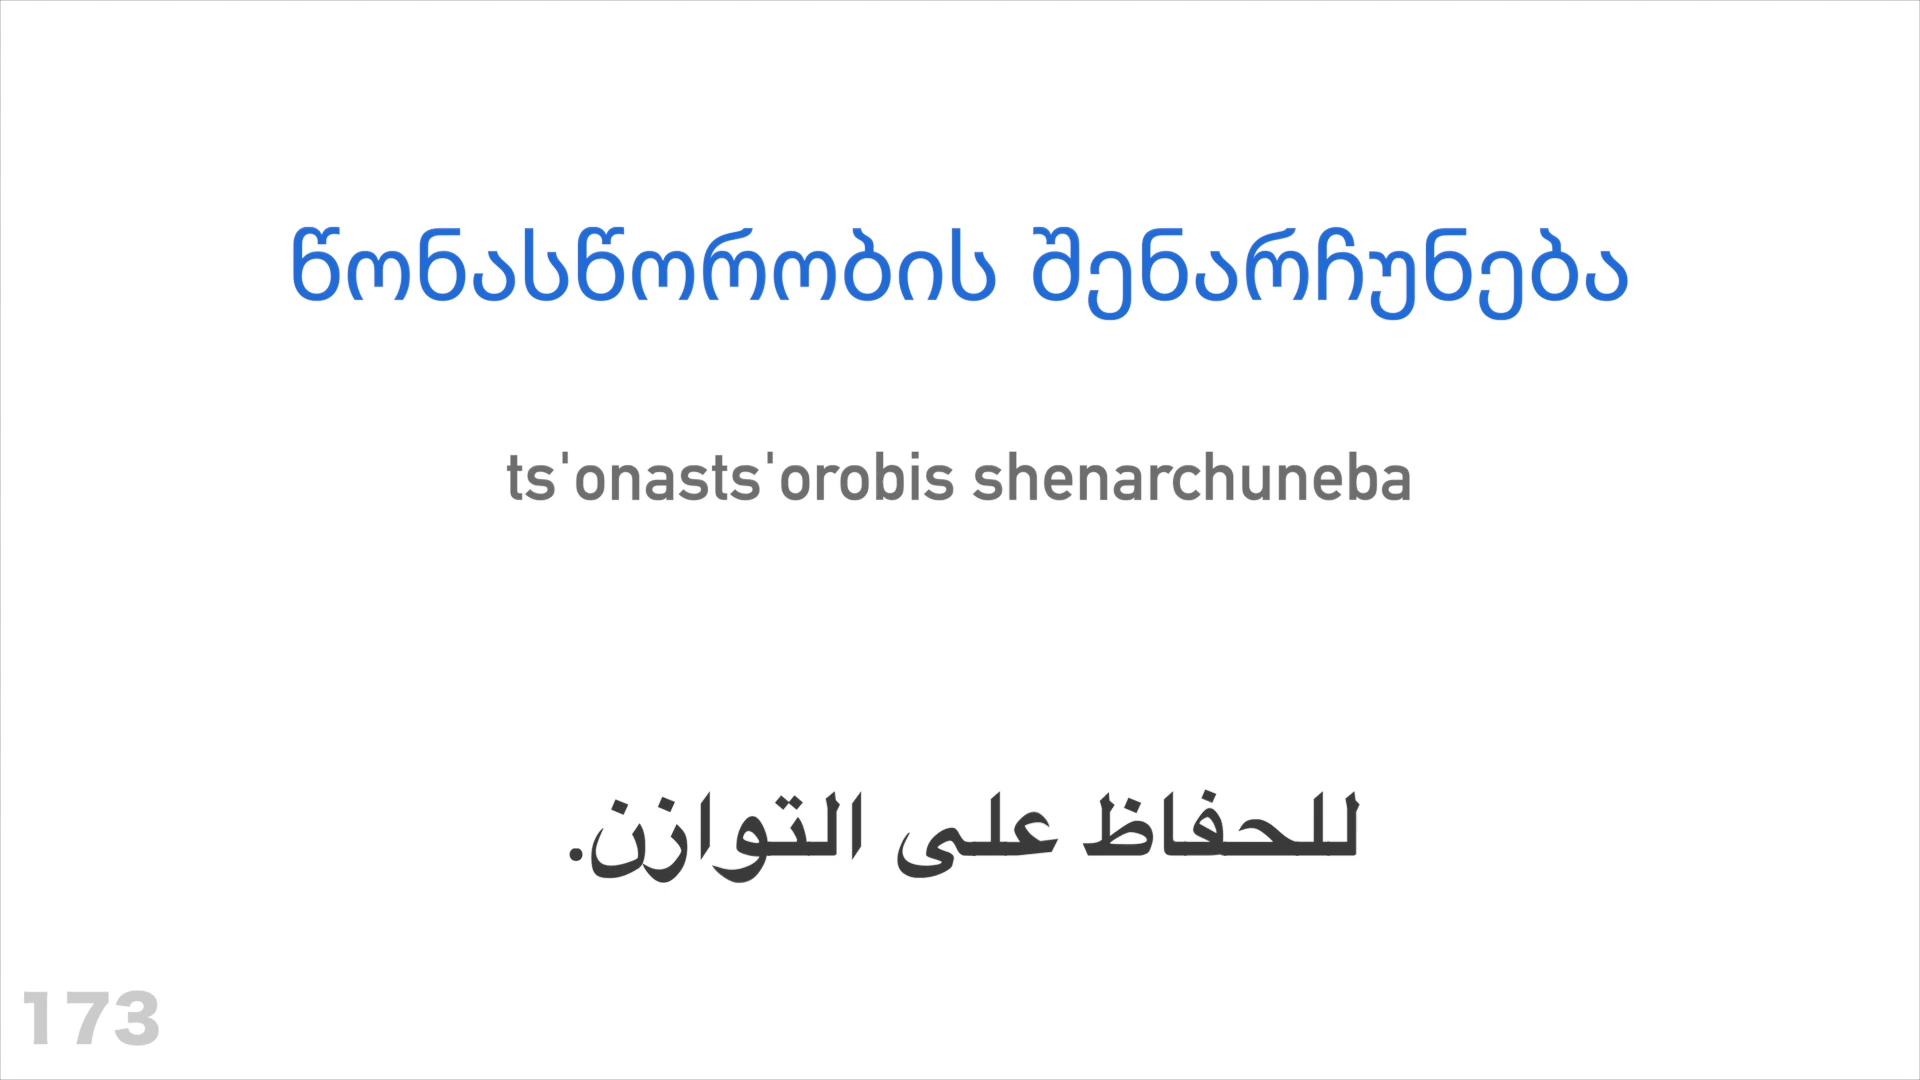 წონასწორობის შენარჩუნება
ts'onasts'orobis shenarchuneba
للحفاظ على التوازن.
173